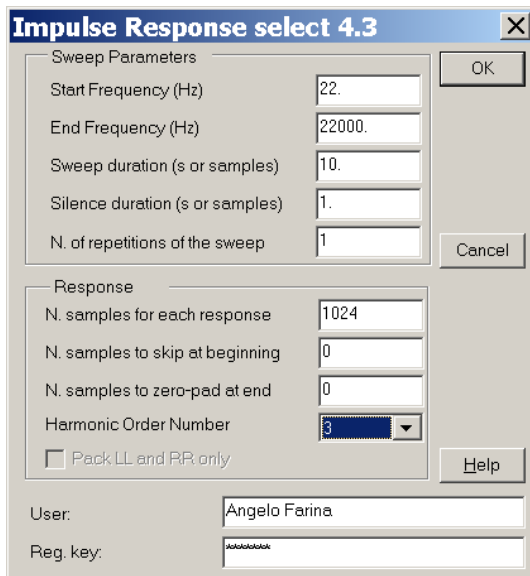 Impulse Response select 4.3
Sweep Parameters
OK
Start Frequency (Hz) 22.
End Frequency (Hz) 22000.
Sweep duration (s or samples) 10.
Silence duration (s or samples) 1.
N. of repetitions of the sweep 1
Cancel
Response
N. samples for each response 1024
N. samples to skip at beginning 0
N. samples to zero-pad at end 0
Harmonic Order Number 3
Pack LL and RR only
Help
User: Angelo Farina
Reg. key: *******